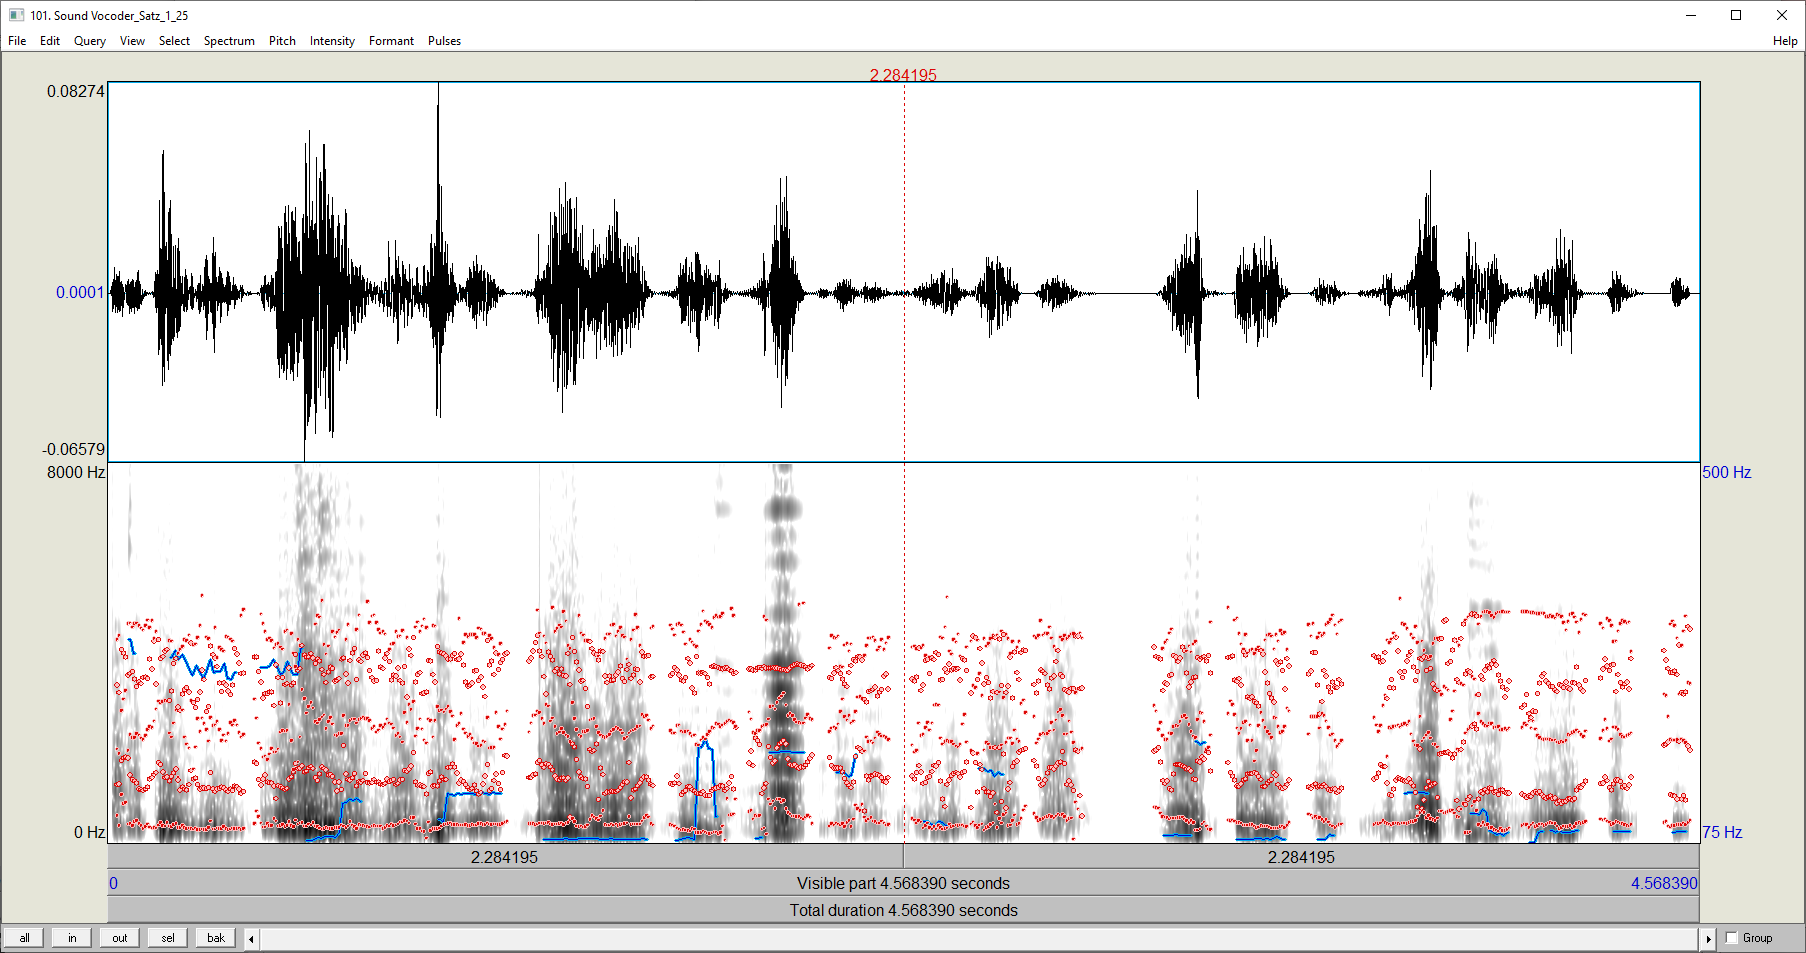 101. Sound Vocoder_Satz_1_25
File Edit Query View Select Spectrum Pitch Intensity Formant Pulses Help
2.284195
0.08274
0.0001
-0.06579
8000 Hz 500 Hz
0 Hz 75 Hz
2.284195 2.284195
0 Visible part 4.568390 seconds 4.568390
Total duration 4.568390 seconds
all in out sel bak Group